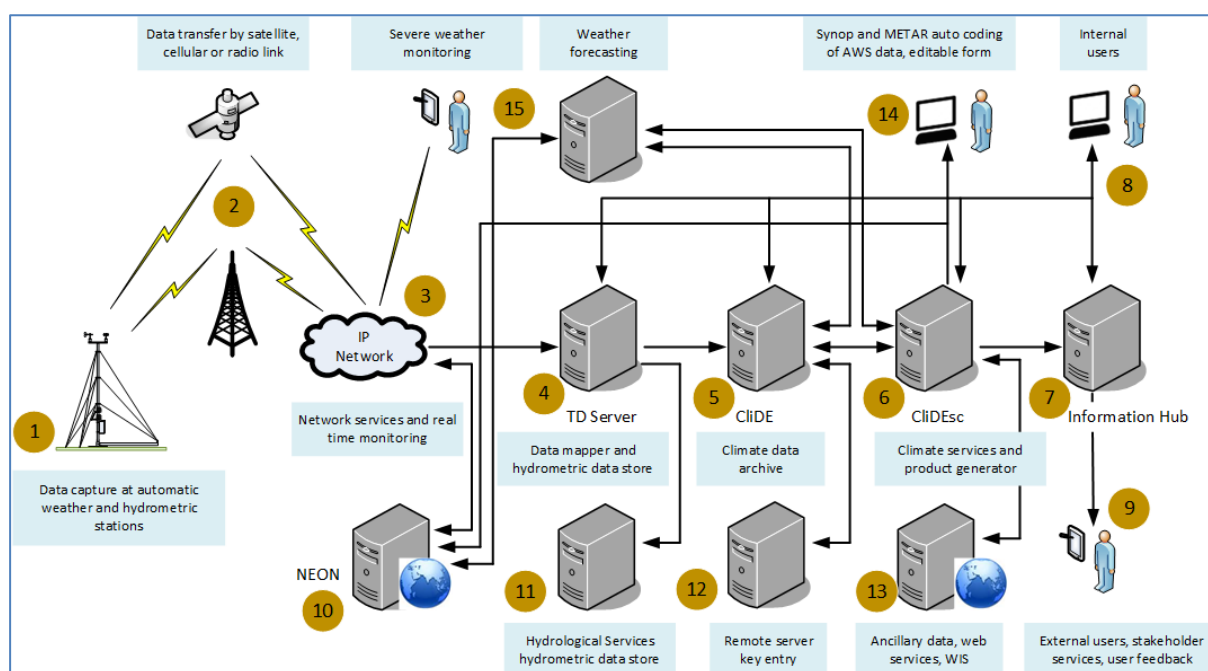 Data transfer by satellite,
cellular or radio link
Severe weather
monitoring
Weather
forecasting
Synop and METAR auto coding
of AWS data, editable form
Internal
users
15
14
8
2
3
IP
Network
1
4
5
6
7
TD Server
CliDE
CliDEsc
Information Hub
Network services and real
time monitoring
Data mapper and
hydrometric data store
Climate data
archive
Climate services and
product generator
Data capture at automatic
weather and hydrometric
stations
9
NEON
10
11
12
13
Hydrological Services
hydrometric data store
Remote server
key entry
Ancillary data, web
services, WIS
External users, stakeholder
services, user feedback